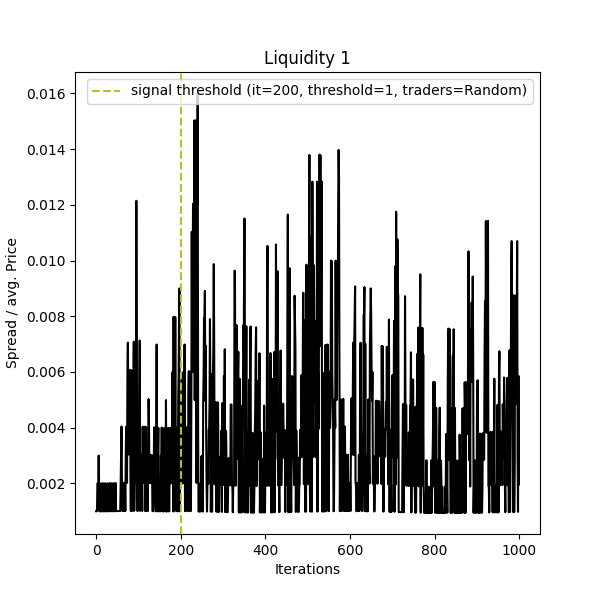 Liquidity 1
signal threshold (it=200, threshold=1, traders=Random)
Spread / avg. Price
0.016
0.014
0.012
0.010
0.008
0.006
0.004
0.002
0 200 400 600 800 1000
Iterations